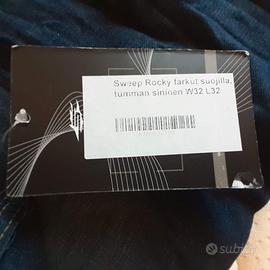 Sweep Rocky farkut suojilla,
tumman sininen W32 L32
subito